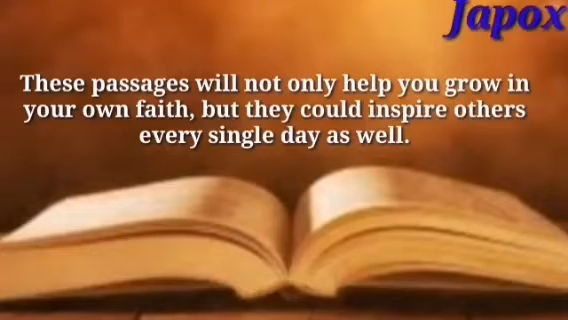 Japox
These passages will not only help you grow in
your own faith, but they could inspire others
every single day as well.